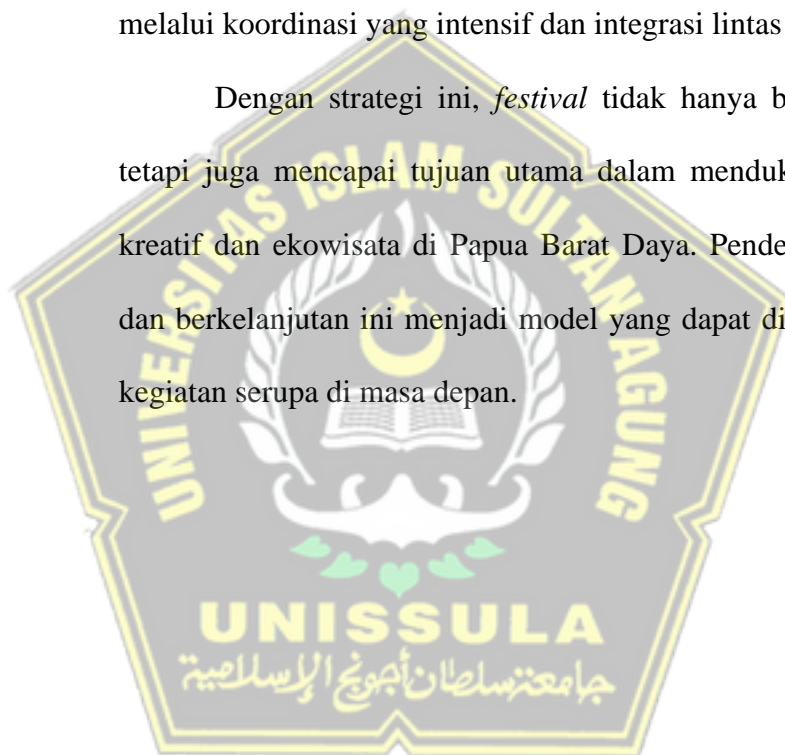 melalui koordinasi yang intensif dan integrasi lintas
Dengan strategi ini, festival tidak hanya b
tetapi juga mencapai tujuan utama dalam menduk
kreatif dan ekowisata di Papua Barat Daya. Pende
dan berkelanjutan ini menjadi model yang dapat di
kegiatan serupa di masa depan.
UNIVERSITAS ISLAM SULTAN AGUNG
UNISSULA
جامعة سلطان أجونج الإسلامية